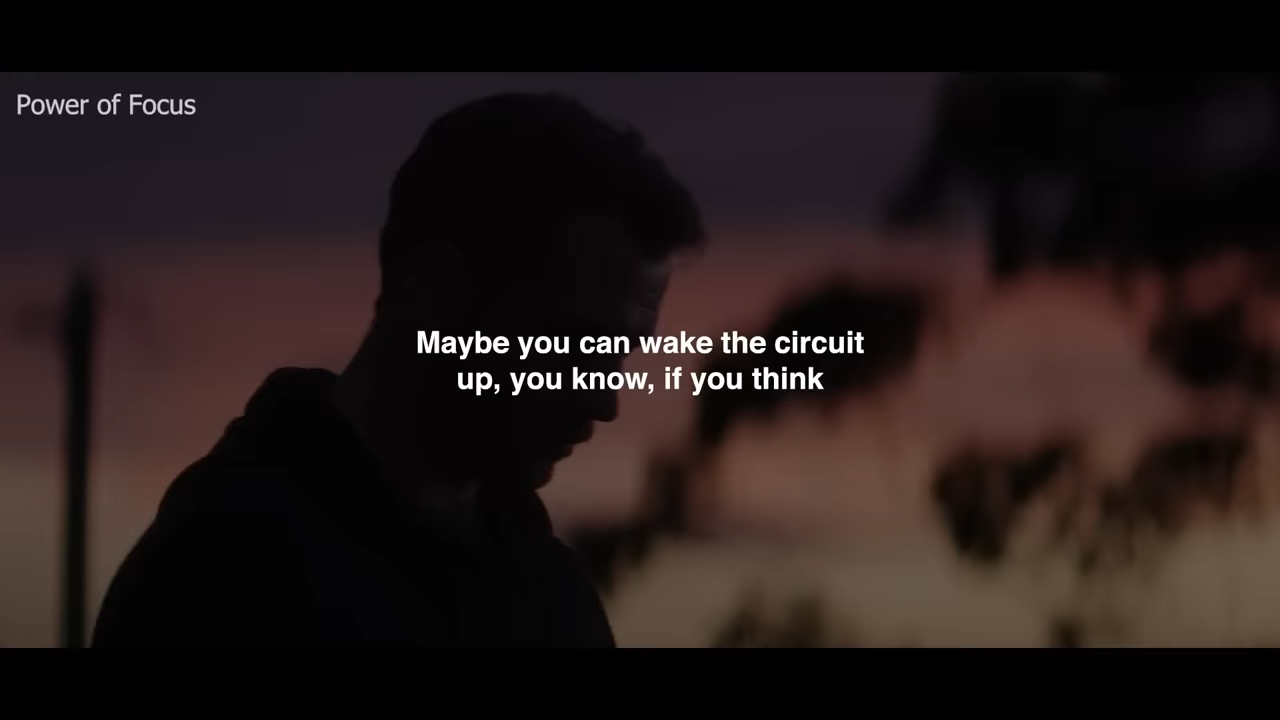 Power of Focus
Maybe you can wake the circuit
up, you know, if you think